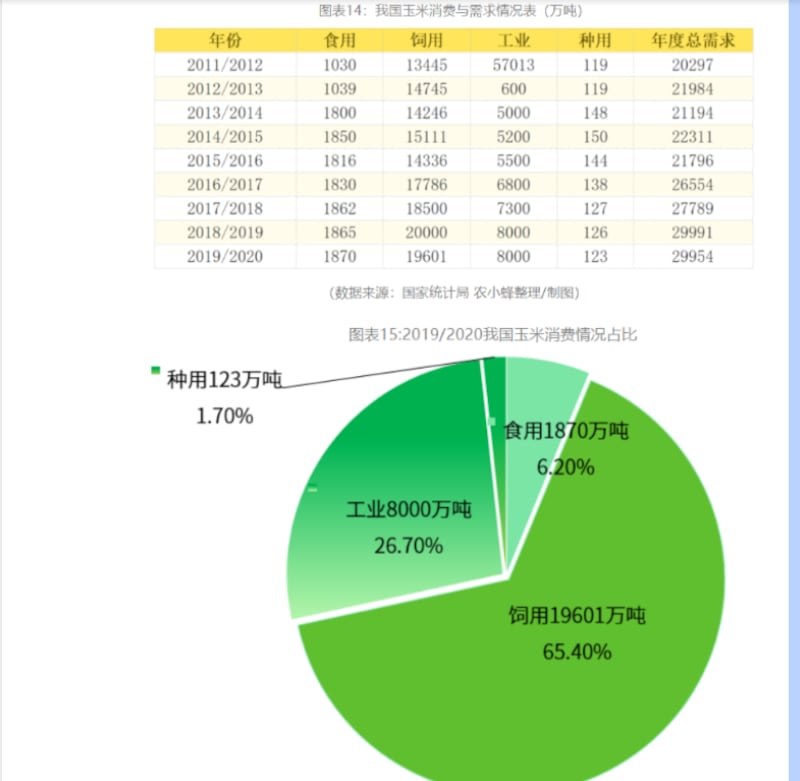 图表14：我国玉米消费与需求情况表（万吨）
年份 食用 饲用 工业 种用 年度总需求
2011/2012 1030 13445 57013 119 20297
2012/2013 1039 14745 600 119 21984
2013/2014 1800 14246 5000 148 21194
2014/2015 1850 15111 5200 150 22311
2015/2016 1816 14336 5500 144 21796
2016/2017 1830 17786 6800 138 26554
2017/2018 1862 18500 7300 127 27789
2018/2019 1865 20000 8000 126 29991
2019/2020 1870 19601 8000 123 29954
（数据来源：国家统计局 农小蜂整理/制图）
图表15:2019/2020我国玉米消费情况占比
种用123万吨
1.70%
食用1870万吨
6.20%
工业8000万吨
26.70%
饲用19601万吨
65.40%